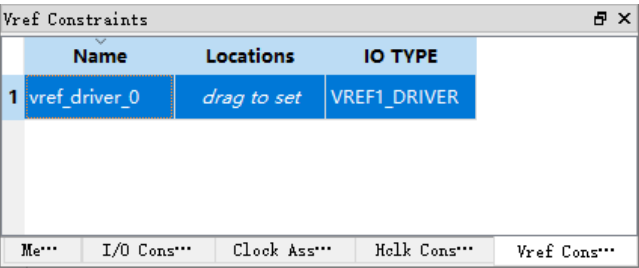 Vref Constraints
Name Locations IO TYPE
1 vref_driver_0 drag to set VREF1_DRIVER
Me··· I/O Cons··· Clock Ass··· Hclk Cons··· Vref Cons···